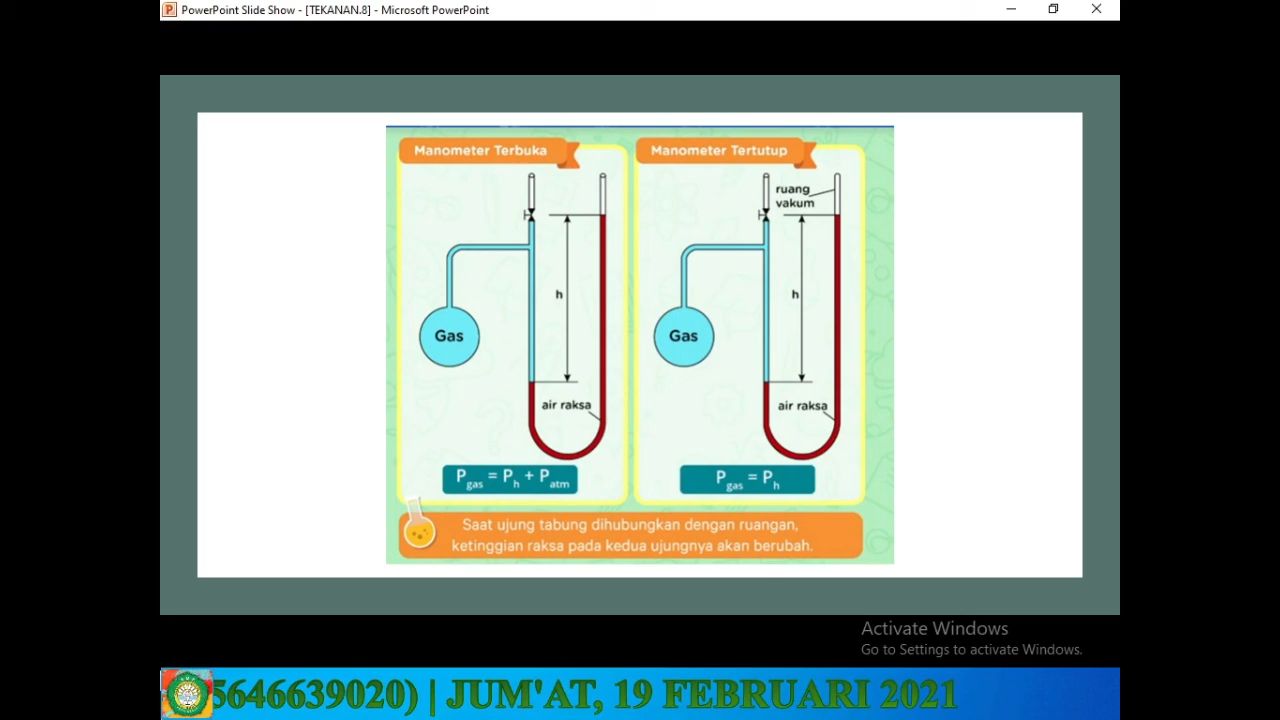 PowerPoint Slide Show - [TEKANAN.8] - Microsoft PowerPoint
Manometer Terbuka
h
Gas
air raksa
P gas = P h + P atm
Manometer Tertutup
ruang
vakum
h
Gas
air raksa
P gas = P h
Saat ujung tabung dihubungkan dengan ruangan,
ketinggian raksa pada kedua ujungnya akan berubah.
Activate Windows
Go to Settings to activate Windows.
5646639020) | JUM'AT, 19 FEBRUARI 2021